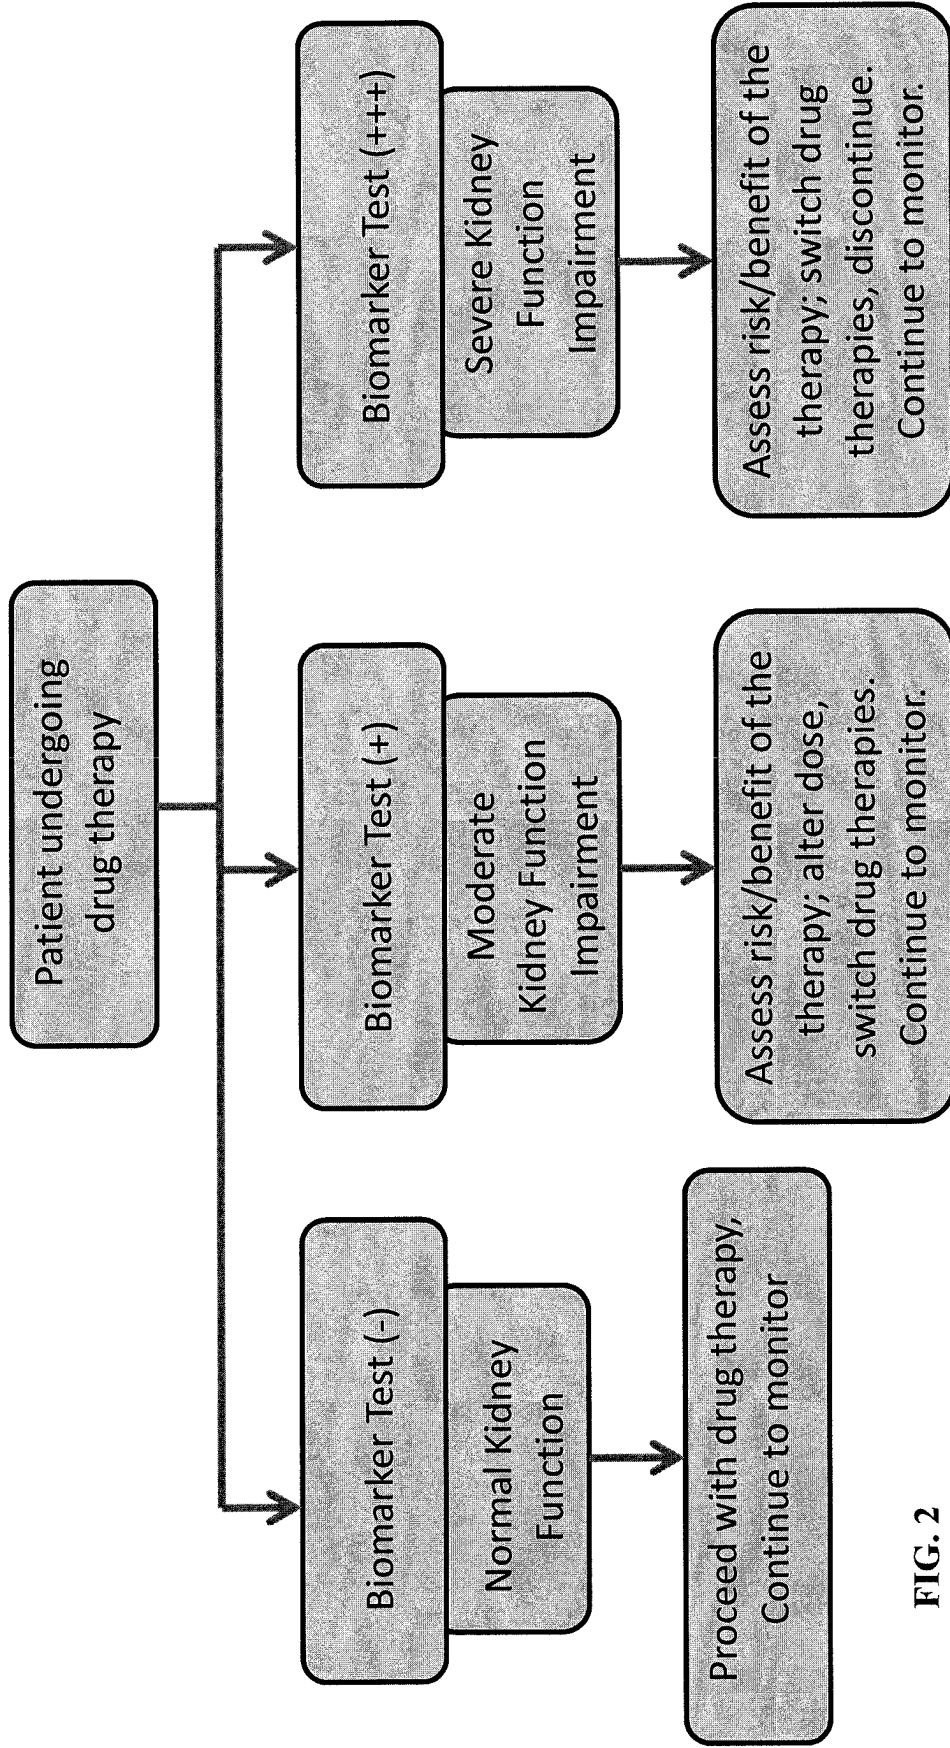 Patient undergoing
drug therapy
Biomarker Test (-)
Normal Kidney
Function
Proceed with drug therapy,
Continue to monitor
Biomarker Test (+)
Moderate
Kidney Function
Impairment
Assess risk/benefit of the
therapy; alter dose,
switch drug therapies.
Continue to monitor.
Biomarker Test (+++)
Severe Kidney
Function
Impairment
Assess risk/benefit of the
therapy; switch drug
therapies, discontinue.
Continue to monitor.
FIG. 2